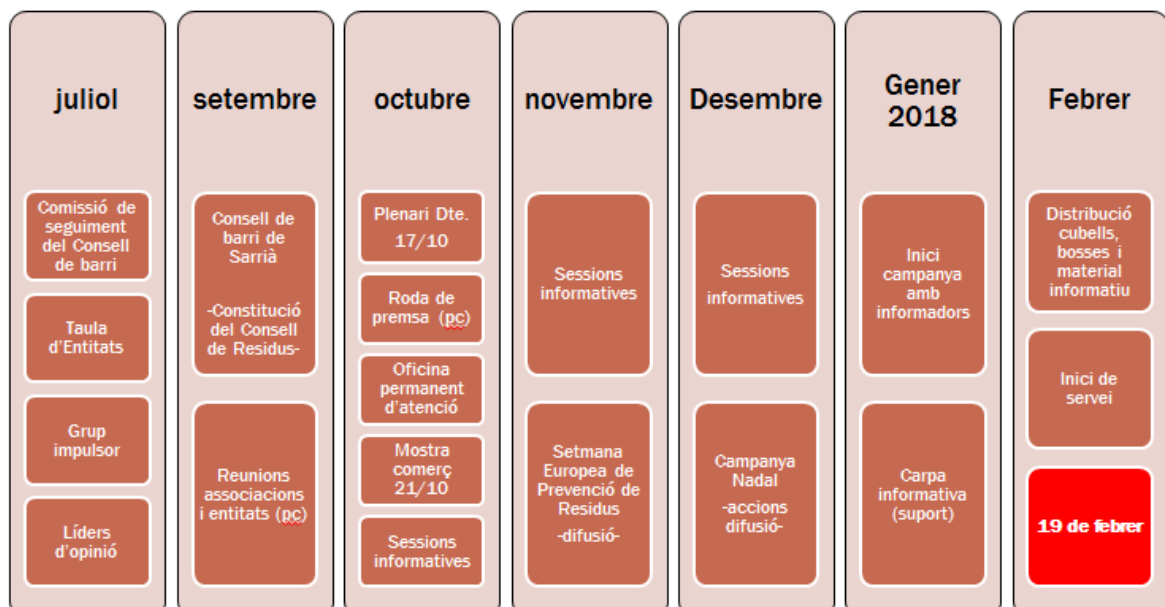 juliol
Comissió de
seguiment
del Consell
de barri
Taula
d'Entitats
Grup
impulsor
Líders
d'opinió
setembre
Consell de
barri de
Sarrià
-Constitució
del Consell
de Residus-
Reunions
associacions
i entitats (pc)
octubre
Plenari Dte.
17/10
Roda de
premsa (pc)
Oficina
permanent
d'atenció
Mostra
comerç
21/10
Sessions
informatives
novembre
Sessions
informatives
Setmana
Europea de
Prevenció de
Residus
-difusió-
Desembre
Sessions
informatives
Campanya
Nadal
-accions
difusió-
Gener
2018
Inici
campanya
amb
informadors
Carpa
informativa
(suport)
Febrer
Distribució
cubells,
bosses i
material
informatiu
Inici de
servei
19 de febrer